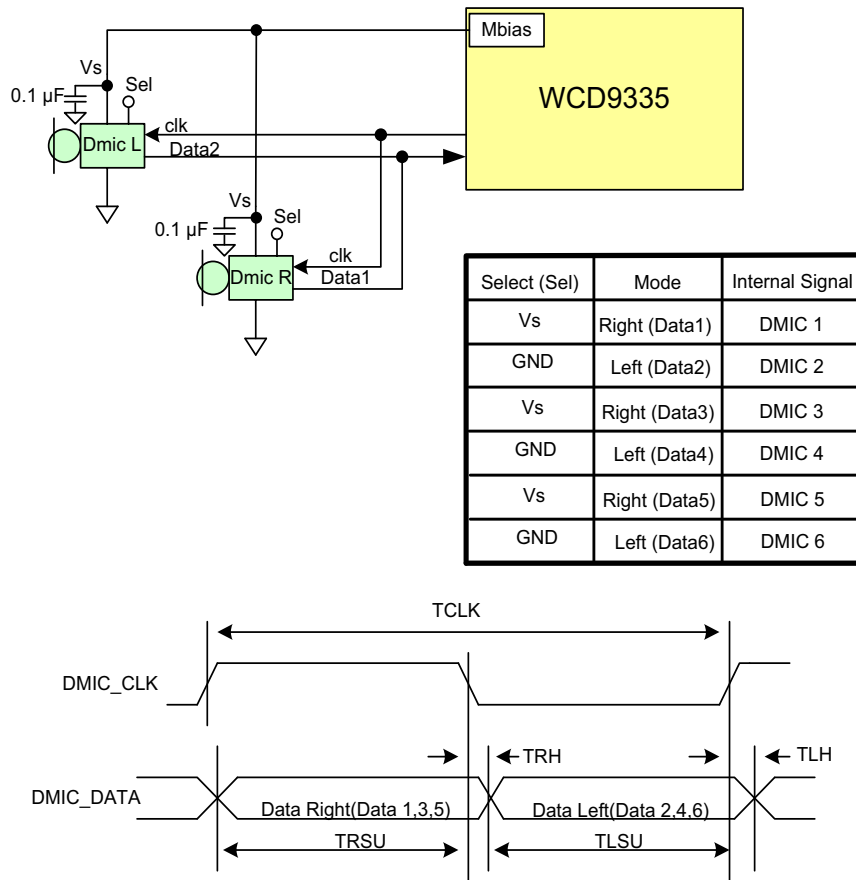 Mbias
WCD9335
Vs
Sel
0.1 µF
clk
Dmic L
Data2
Vs
Sel
0.1 µF
clk
Dmic R
Data1
Select (Sel) Mode Internal Signal
Vs Right (Data1) DMIC 1
GND Left (Data2) DMIC 2
Vs Right (Data3) DMIC 3
GND Left (Data4) DMIC 4
Vs Right (Data5) DMIC 5
GND Left (Data6) DMIC 6
TCLK
DMIC_CLK
TRH
TLH
DMIC_DATA
Data Right(Data 1,3,5)
Data Left(Data 2,4,6)
TRSU
TLSU